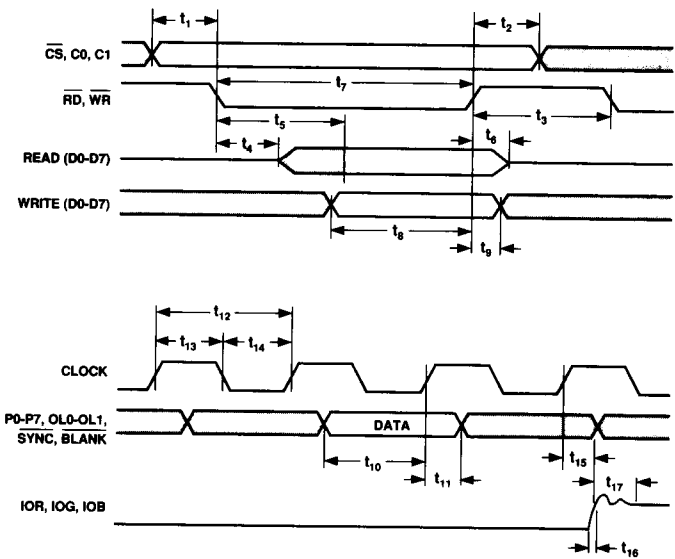 t1
t2
CS, C0, C1
t7
RD, WR
t5
t3
t4
t6
READ (D0-D7)
WRITE (D0-D7)
t8
t9
t12
t13
t14
CLOCK
P0-P7, OL0-OL1,
SYNC, BLANK
DATA
t10
t11
t15
t17
IOR, IOG, IOB
t16